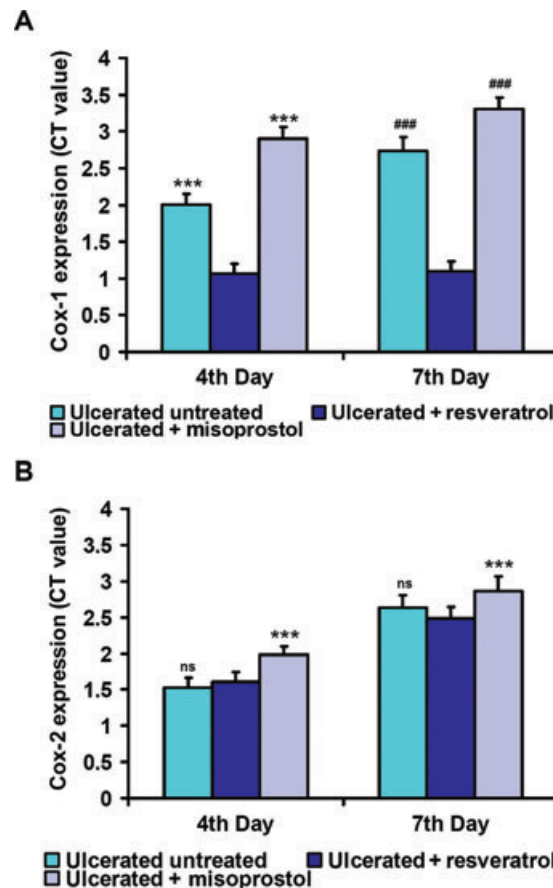 A
Cox-1 expression (CT value)
4
3.5
3
2.5
2
1.5
1
0.5
0
***
***
###
###
4th Day 7th Day
Ulcerated untreated Ulcerated + resveratrol
Ulcerated + misoprostol
B
Cox-2 expression (CT value)
4
3.5
3
2.5
2
1.5
1
0.5
0
ns
***
ns
***
4th Day 7th Day
Ulcerated untreated Ulcerated + resveratrol
Ulcerated + misoprostol